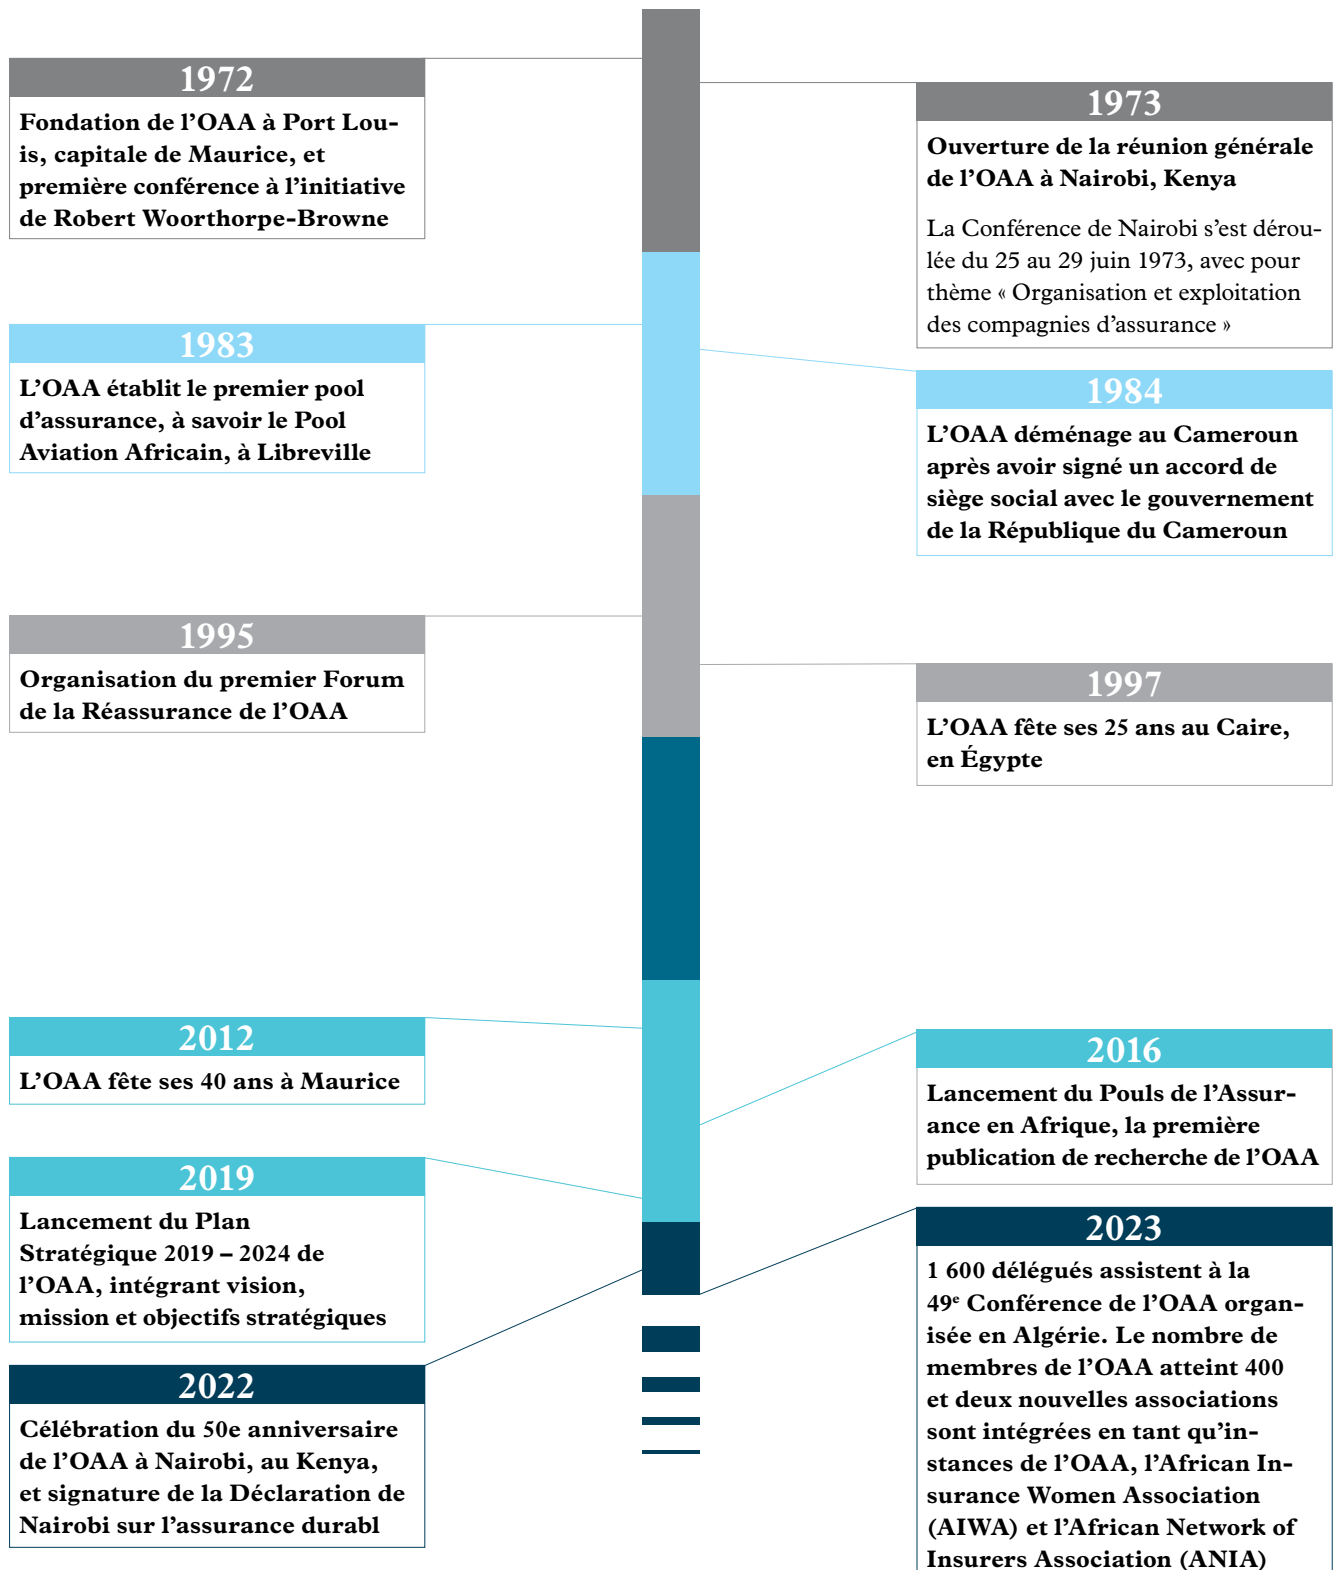 1972
Fondation de l’OAA à Port Lou-
is, capitale de Maurice, et
première conférence à l’initiative
de Robert Woorthorpe-Browne
1973
Ouverture de la réunion générale
de l’OAA à Nairobi, Kenya
La Conférence de Nairobi s’est dérou-
lée du 25 au 29 juin 1973, avec pour
thème « Organisation et exploitation
des compagnies d’assurance »
1983
L’OAA établit le premier pool
d’assurance, à savoir le Pool
Aviation Africain, à Libreville
1984
L’OAA déménage au Cameroun
après avoir signé un accord de
siège social avec le gouvernement
de la République du Cameroun
1995
Organisation du premier Forum
de la Réassurance de l’OAA
1997
L’OAA fête ses 25 ans au Caire,
en Égypte
2012
L’OAA fête ses 40 ans à Maurice
2016
Lancement du Pouls de l’Assur-
ance en Afrique, la première
publication de recherche de l’OAA
2019
Lancement du Plan
Stratégique 2019 – 2024 de
l’OAA, intégrant vision,
mission et objectifs stratégiques
2022
Célébration du 50e anniversaire
de l’OAA à Nairobi, au Kenya,
et signature de la Déclaration de
Nairobi sur l’assurance durabl
2023
1 600 délégués assistent à la
49ᵉ Conférence de l’OAA organ-
isée en Algérie. Le nombre de
membres de l’OAA atteint 400
et deux nouvelles associations
sont intégrées en tant qu’in-
stances de l’OAA, l’African In-
surance Women Association
(AIWA) et l’African Network of
Insurers Association (ANIA)